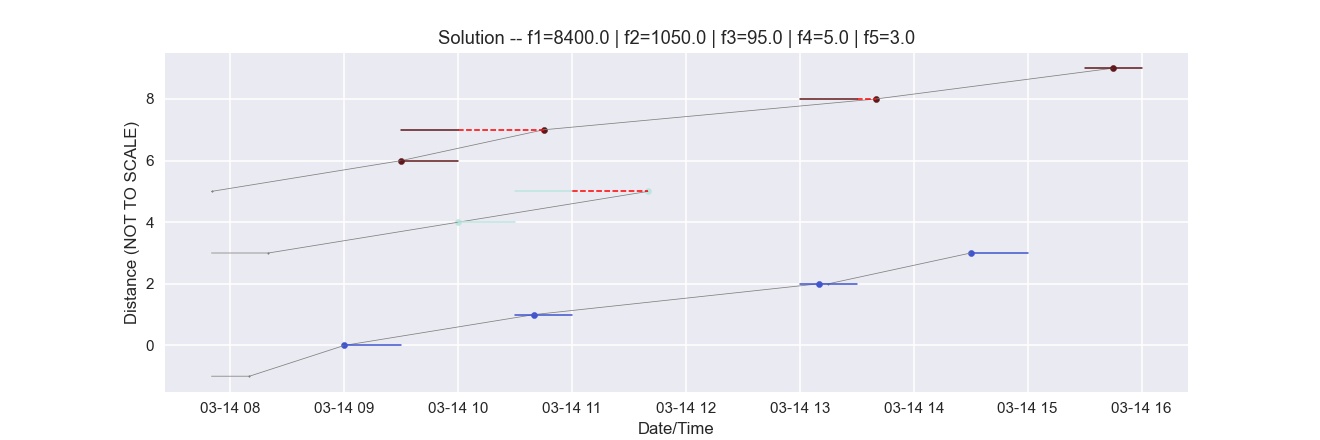 Solution -- f1=8400.0 | f2=1050.0 | f3=95.0 | f4=5.0 | f5=3.0
Distance (NOT TO SCALE)
8
6
4
2
0
03-14 08 03-14 09 03-14 10 03-14 11 03-14 12 03-14 13 03-14 14 03-14 15 03-14 16
Date/Time